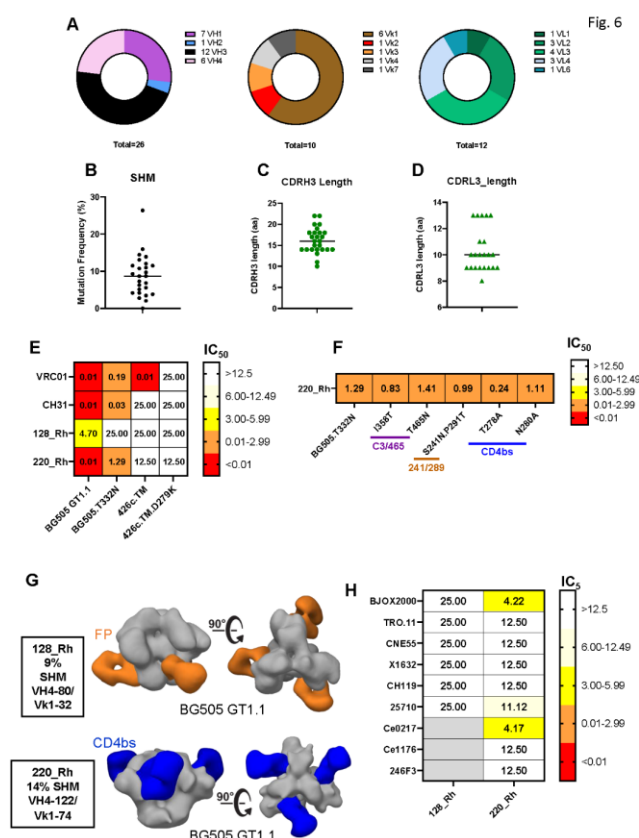 Fig. 6
A
7 VH1
1 VH2
12 VH3
6 VH4
Total=26
6 Vk1
1 Vk2
1 Vk3
1 Vk4
1 Vk7
Total=10
1 VL1
3 VL2
4 VL3
3 VL4
1 VL6
Total=12
B
SHM
Mutation Frequency (%)
30
20
10
0
C
CDRH3 Length
CDRH3 length (aa)
25
20
15
10
5
0
D
CDRL3_length
CDRL3 length (aa)
14
12
10
8
6
E
VRC01 0.01 0.19 0.01 25.00
CH31 0.01 0.03 25.00 25.00
128_Rh 4.70 25.00 25.00 25.00
220_Rh 0.01 1.29 12.50 12.50
BG505 GT1.1
BG505.T332N
426c.TM
426c.TM.D279K
IC50
>12.5
6.00-12.49
3.00-5.99
0.01-2.99
<0.01
F
220_Rh 1.29 0.83 1.41 0.99 0.24 1.11
BG505.T332N
I358T
T465N
S241N,P291T
T278A
N280A
C3/465
241/289
CD4bs
IC50
>12.50
6.00-12.49
3.00-5.99
0.01-2.99
<0.01
G
128_Rh
9%
SHM
VH4-80/
Vk1-32
FP
90°
BG505 GT1.1
220_Rh
14% SHM
VH4-122/
Vk1-74
CD4bs
90°
BG505 GT1.1
H
BJOX2000 25.00 4.22
TRO.11 25.00 12.50
CNE55 25.00 12.50
X1632 25.00 12.50
CH119 25.00 12.50
25710 25.00 11.12
Ce0217 4.17
Ce1176 12.50
246F3 12.50
128_Rh
220_Rh
IC5
>12.5
6.00-12.49
3.00-5.99
0.01-2.99
<0.01